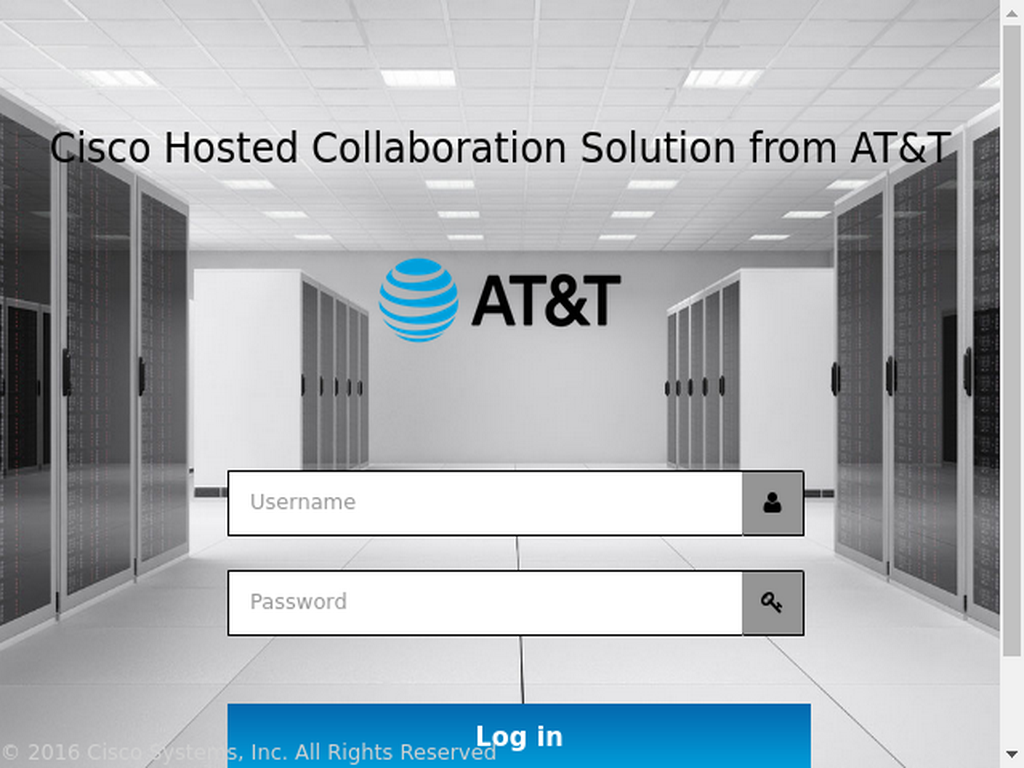 Cisco Hosted Collaboration Solution from AT&T
AT&T
Username
Password
Log in
© 2016 Cisco Systems, Inc. All Rights Reserved